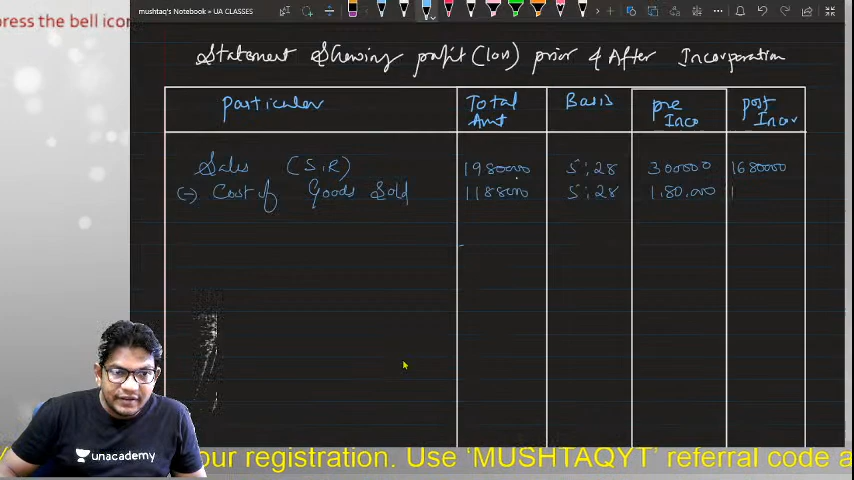 press the bell icon
mushtaq's Notebook » UA CLASSES
Statement Showing profit (loss) prior & After Incorporation
Particular Total Amt Basis pre Inco post Incor
Sales (S.R) 1980000 5:28 300000 1680000
(-) Cost of Goods Sold 1188000 5:28 1,80,000 1
unacademy
our registration. Use ‘MUSHTAQYT’ referral code a